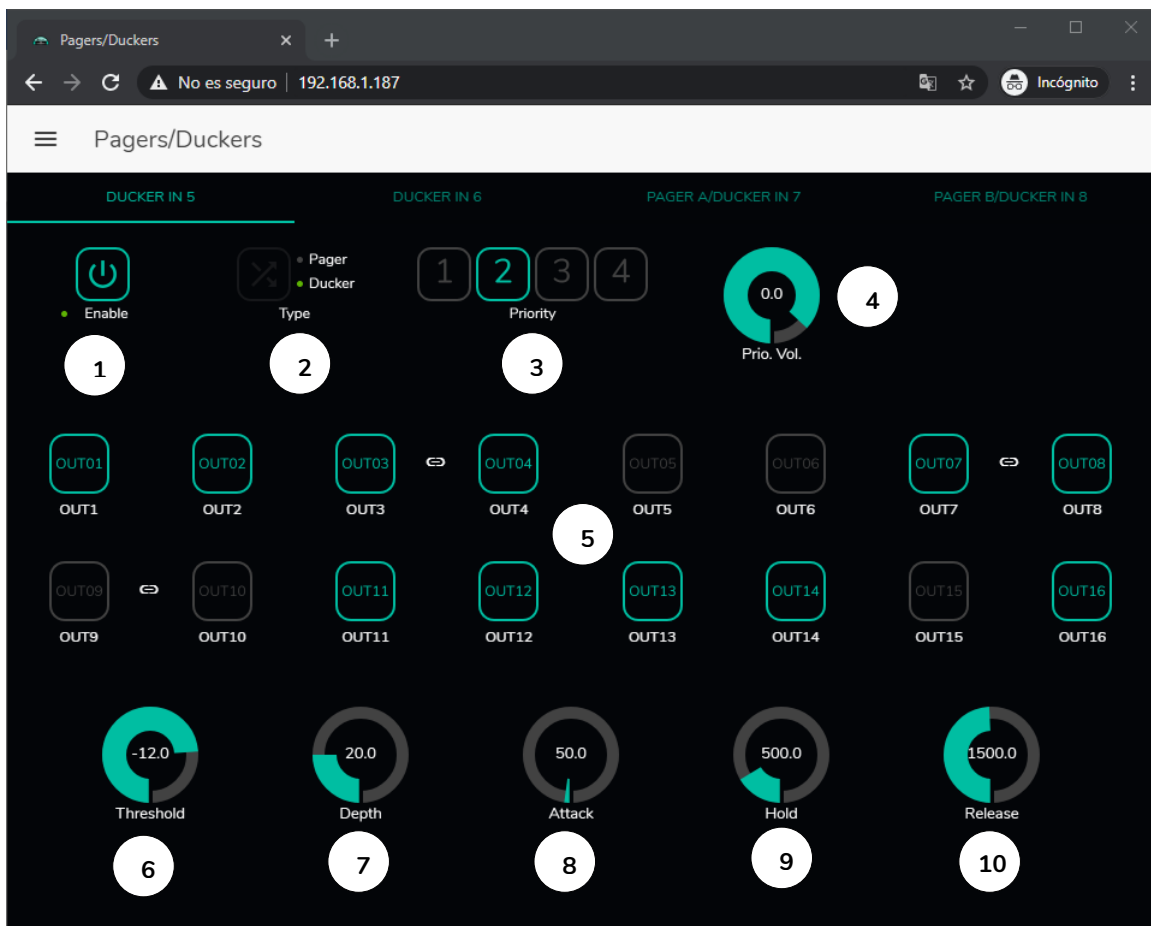 Pagers/Duckers
No es seguro | 192.168.1.187
Incógnito
Pagers/Duckers
DUCKER IN 5 DUCKER IN 6 PAGER A/DUCKER IN 7 PAGER B/DUCKER IN 8
Pager
Ducker
1 2 3 4
0.0
4
Enable Type Priority
Prio. Vol.
1 2 3
OUT01 OUT02 OUT03 OUT04 OUT05 OUT06 OUT07 OUT08
OUT1 OUT2 OUT3 OUT4 OUT5 OUT6 OUT7 OUT8
5
OUT09 OUT10 OUT11 OUT12 OUT13 OUT14 OUT15 OUT16
OUT9 OUT10 OUT11 OUT12 OUT13 OUT14 OUT15 OUT16
-12.0 20.0 50.0 500.0 1500.0
Threshold Depth Attack Hold Release
6 7 8 9 10